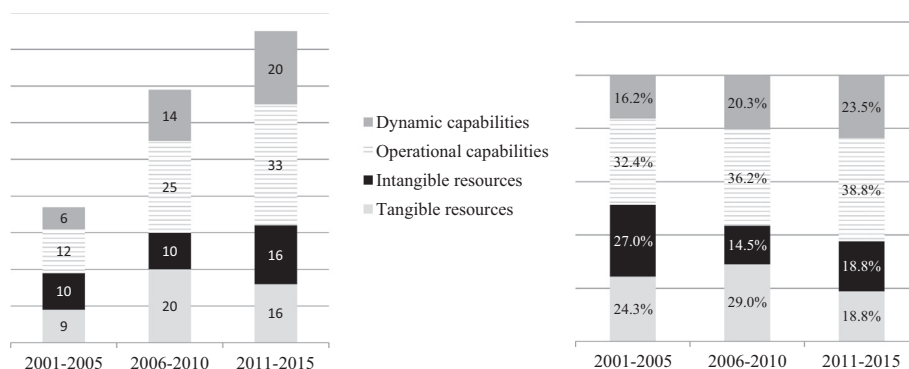 20
14
33
25
6
12
10
16
10
20
16
9
2001-2005 2006-2010 2011-2015
Dynamic capabilities
Operational capabilities
Intangible resources
Tangible resources
16.2% 20.3% 23.5%
32.4% 36.2% 38.8%
27.0% 14.5% 18.8%
24.3% 29.0% 18.8%
2001-2005 2006-2010 2011-2015